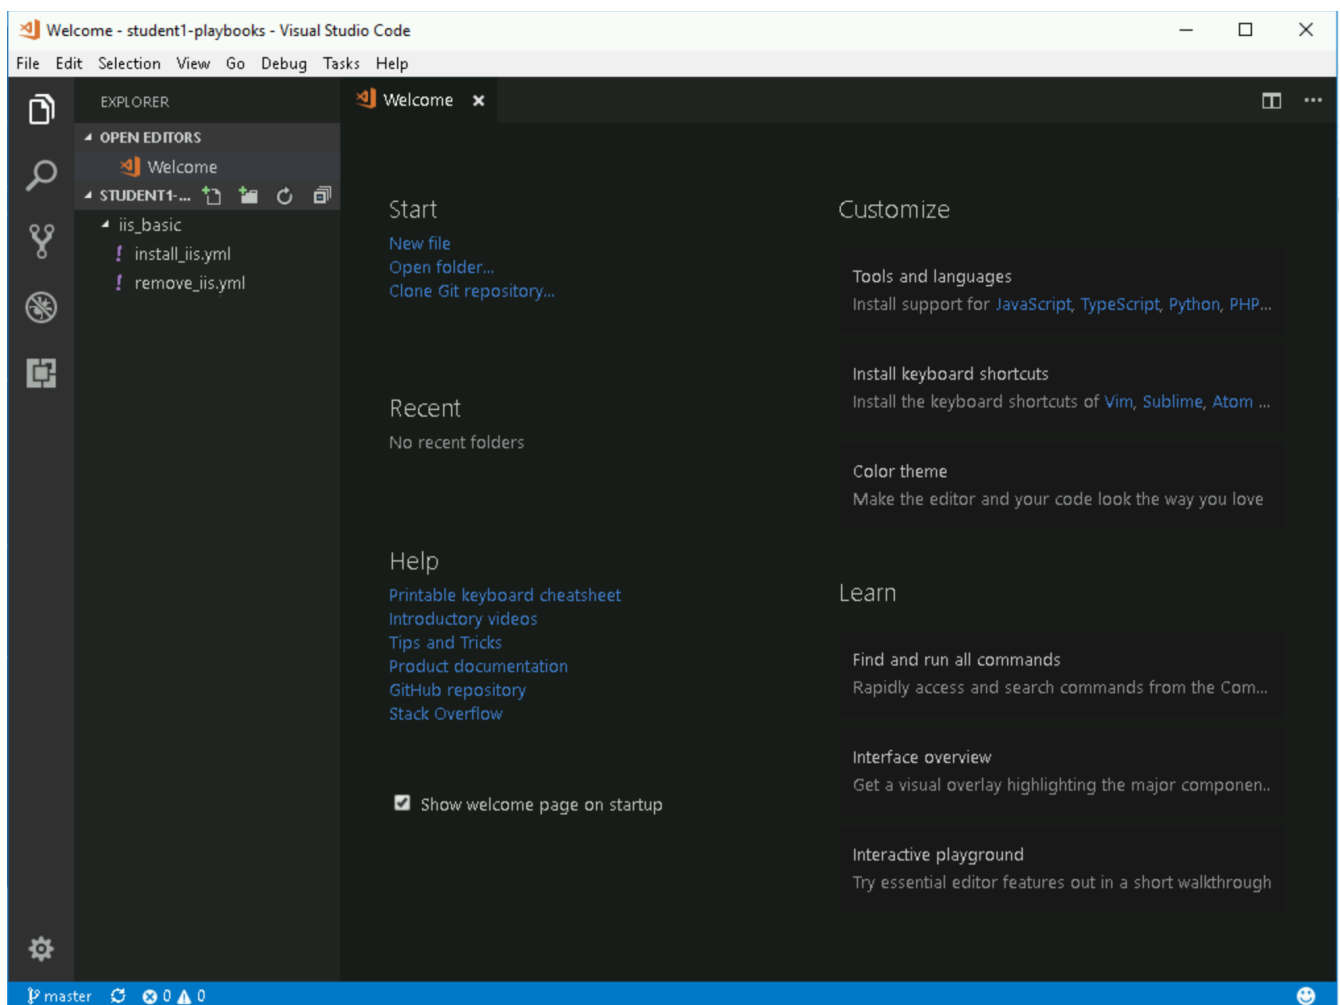 Welcome - student1-playbooks - Visual Studio Code
File Edit Selection View Go Debug Tasks Help
EXPLORER
OPEN EDITORS
Welcome
STUDENT1-...
iis_basic
! install_iis.yml
! remove_iis.yml
Welcome
Start
New file
Open folder...
Clone Git repository...
Recent
No recent folders
Help
Printable keyboard cheatsheet
Introductory videos
Tips and Tricks
Product documentation
GitHub repository
Stack Overflow
Show welcome page on startup
Customize
Tools and languages
Install support for JavaScript, TypeScript, Python, PHP...
Install keyboard shortcuts
Install the keyboard shortcuts of Vim, Sublime, Atom ...
Color theme
Make the editor and your code look the way you love
Learn
Find and run all commands
Rapidly access and search commands from the Com...
Interface overview
Get a visual overlay highlighting the major componen..
Interactive playground
Try essential editor features out in a short walkthrough
master 0 0